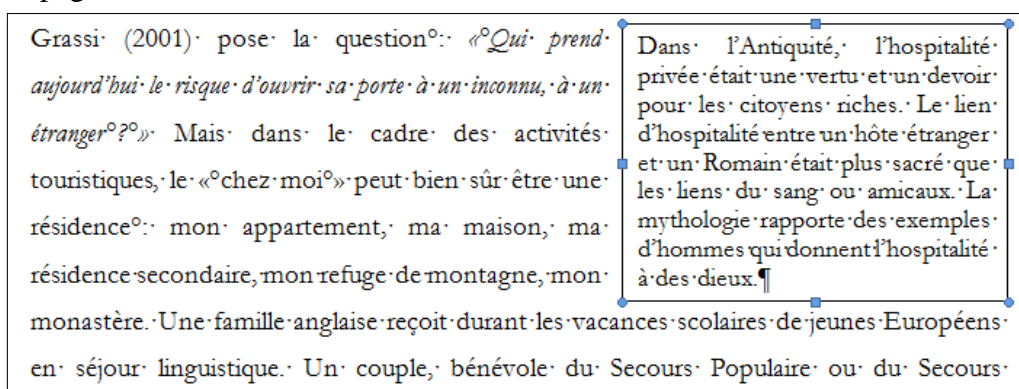 Grassi (2001) pose la question : « Qui prend
aujourd'hui le risque d'ouvrir sa porte à un inconnu, à un
étranger ? » Mais dans le cadre des activités
touristiques, le « chez moi » peut bien sûr être une
résidence : mon appartement, ma maison, ma
résidence secondaire, mon refuge de montagne, mon
monastère. Une famille anglaise reçoit durant les vacances scolaires de jeunes Européens
en séjour linguistique. Un couple, bénévole du Secours Populaire ou du Secours
Dans l'Antiquité, l'hospitalité
privée était une vertu et un devoir
pour les citoyens riches. Le lien
d'hospitalité entre un hôte étranger
et un Romain était plus sacré que
les liens du sang ou amicaux. La
mythologie rapporte des exemples
d'hommes qui donnent l'hospitalité
à des dieux.¶